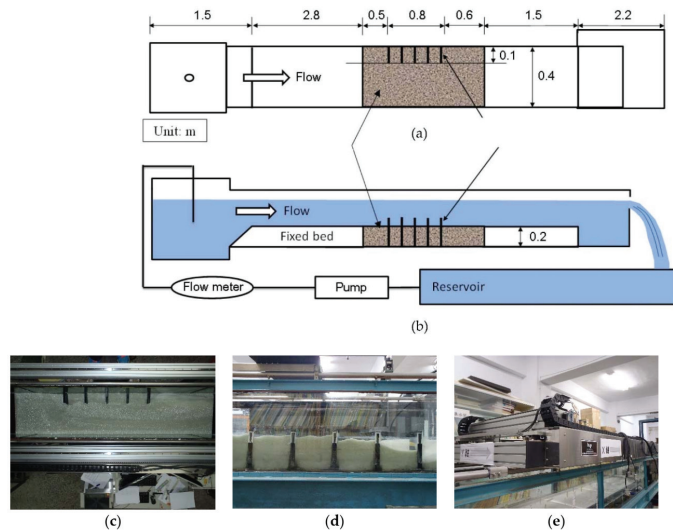 1.5 2.8 0.5 0.8 0.6 1.5 2.2
0.1
Flow
0.4
Unit: m
(a)
Flow
Fixed bed
0.2
Flow meter
Pump
Reservoir
(b)
(c)
(d)
(e)